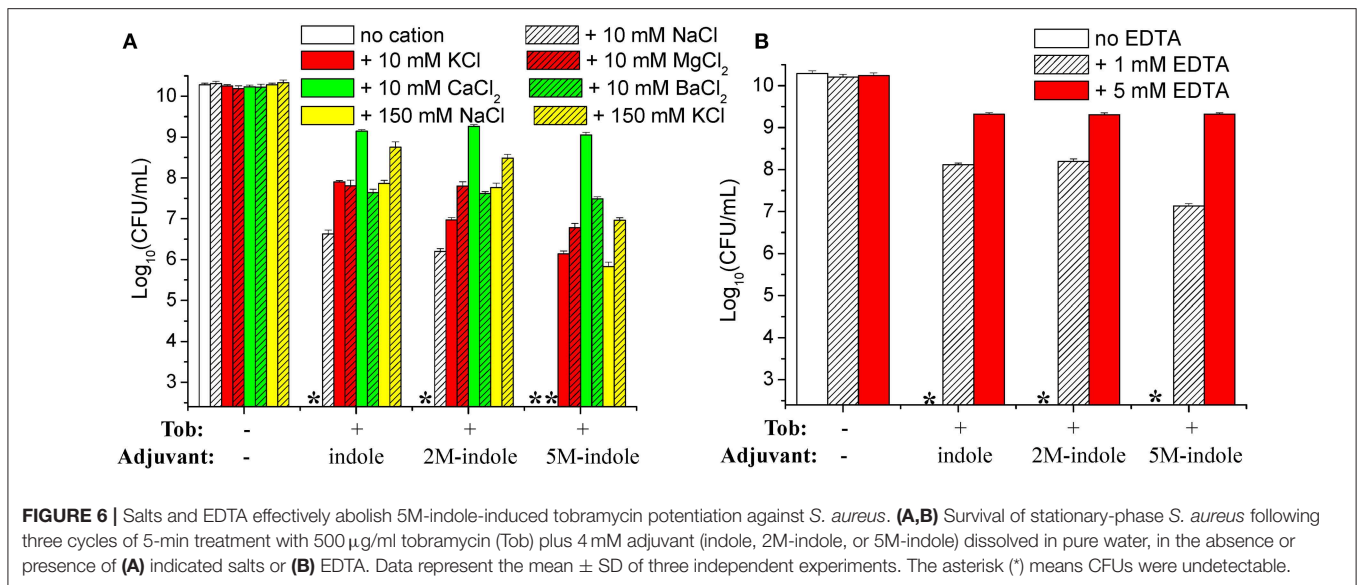 A
no cation
+ 10 mM NaCl
+ 10 mM KCl
+ 10 mM MgCl₂
+ 10 mM CaCl₂
+ 10 mM BaCl₂
+ 150 mM NaCl
+ 150 mM KCl
Log₁₀(CFU/mL)
10
9
8
7
6
5
4
3
* * **
Tob: - + + +
Adjuvant: - indole 2M-indole 5M-indole
B
no EDTA
+ 1 mM EDTA
+ 5 mM EDTA
Log₁₀(CFU/mL)
10
9
8
7
6
5
4
3
* * *
Tob: - + + +
Adjuvant: - indole 2M-indole 5M-indole
FIGURE 6 | Salts and EDTA effectively abolish 5M-indole-induced tobramycin potentiation against S. aureus. (A,B) Survival of stationary-phase S. aureus following
three cycles of 5-min treatment with 500 μg/ml tobramycin (Tob) plus 4 mM adjuvant (indole, 2M-indole, or 5M-indole) dissolved in pure water, in the absence or
presence of (A) indicated salts or (B) EDTA. Data represent the mean ± SD of three independent experiments. The asterisk (*) means CFUs were undetectable.